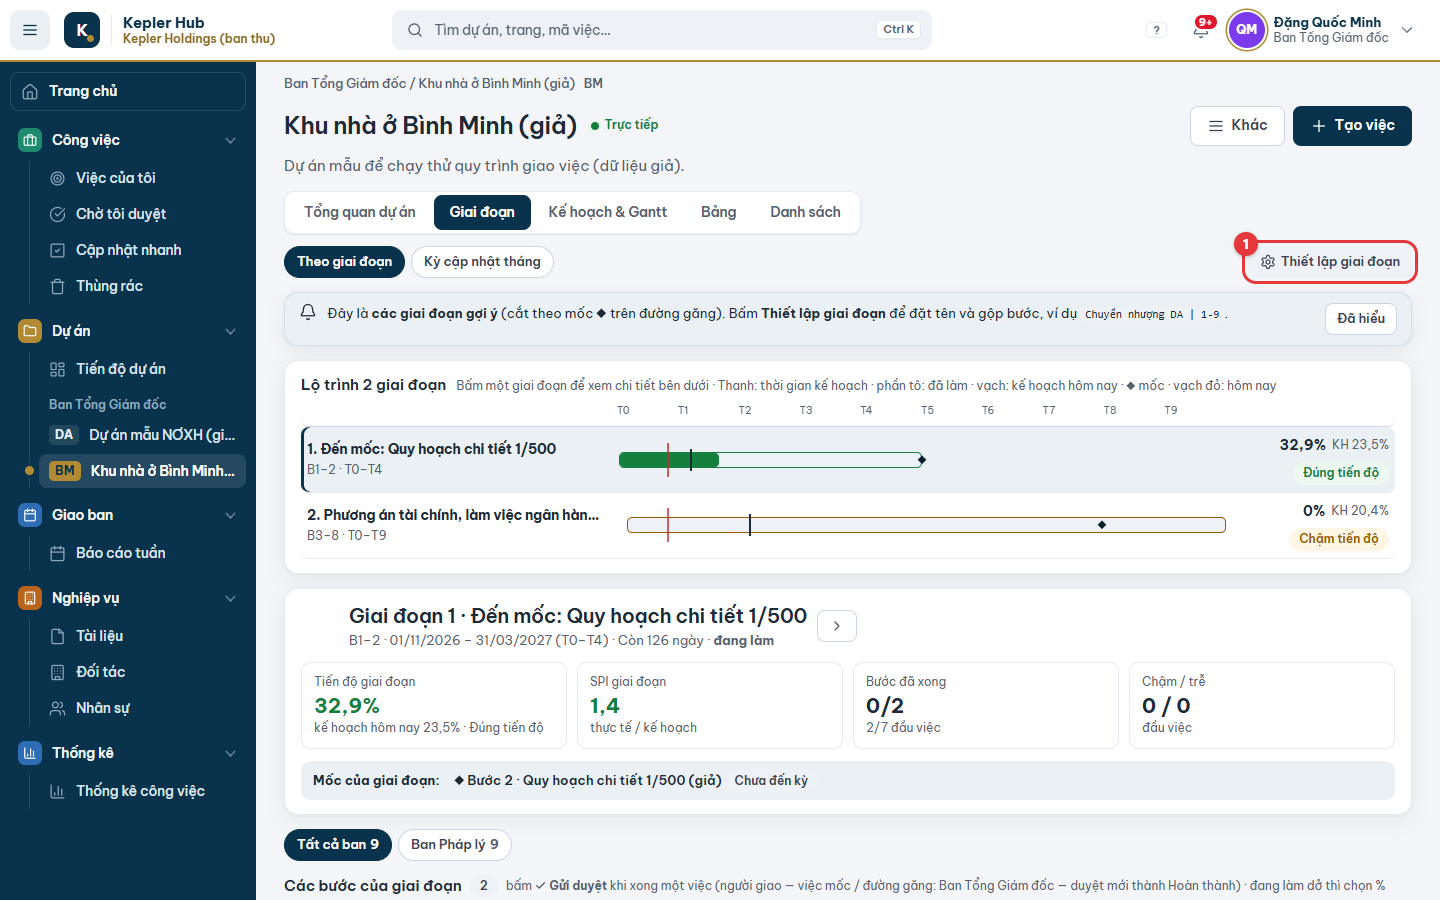 K
Kepler Hub
Kepler Holdings (ban thu)
Tìm dự án, trang, mã việc...
Ctrl K
?
9+
QM
Đặng Quốc Minh
Ban Tổng Giám đốc
Trang chủ
Công việc
Việc của tôi
Chờ tôi duyệt
Cập nhật nhanh
Thùng rác
Dự án
Tiến độ dự án
Ban Tổng Giám đốc
DA Dự án mẫu NƠXH (gi...
BM Khu nhà ở Bình Minh...
Giao ban
Báo cáo tuần
Nghiệp vụ
Tài liệu
Đối tác
Nhân sự
Thống kê
Thống kê công việc
Ban Tổng Giám đốc / Khu nhà ở Bình Minh (giả) BM
Khu nhà ở Bình Minh (giả)
Trực tiếp
Khác
Tạo việc
Dự án mẫu để chạy thử quy trình giao việc (dữ liệu giả).
Tổng quan dự án
Giai đoạn
Kế hoạch & Gantt
Bảng
Danh sách
Theo giai đoạn
Kỳ cập nhật tháng
1
Thiết lập giai đoạn
Đây là các giai đoạn gợi ý (cắt theo mốc ◆ trên đường găng). Bấm Thiết lập giai đoạn để đặt tên và gộp bước, ví dụ Chuyển nhượng DA | 1-9 .
Đã hiểu
Lộ trình 2 giai đoạn Bấm một giai đoạn để xem chi tiết bên dưới · Thanh: thời gian kế hoạch · phần tô: đã làm · vạch: kế hoạch hôm nay · ◆ mốc · vạch đỏ: hôm nay
T0 T1 T2 T3 T4 T5 T6 T7 T8 T9
1. Đến mốc: Quy hoạch chi tiết 1/500
B1–2 · T0–T4
32,9% KH 23,5%
Đúng tiến độ
2. Phương án tài chính, làm việc ngân hàn...
B3–8 · T0–T9
0% KH 20,4%
Chậm tiến độ
Giai đoạn 1 · Đến mốc: Quy hoạch chi tiết 1/500
B1–2 · 01/11/2026 – 31/03/2027 (T0–T4) · Còn 126 ngày · đang làm
Tiến độ giai đoạn
32,9%
kế hoạch hôm nay 23,5% · Đúng tiến độ
SPI giai đoạn
1,4
thực tế / kế hoạch
Bước đã xong
0/2
2/7 đầu việc
Chậm / trễ
0 / 0
đầu việc
Mốc của giai đoạn: ◆ Bước 2 · Quy hoạch chi tiết 1/500 (giả) Chưa đến kỳ
Tất cả ban 9
Ban Pháp lý 9
Các bước của giai đoạn 2 bấm ✓ Gửi duyệt khi xong một việc (người giao — việc mốc / đường găng: Ban Tổng Giám đốc — duyệt mới thành Hoàn thành) · đang làm dở thì chọn %